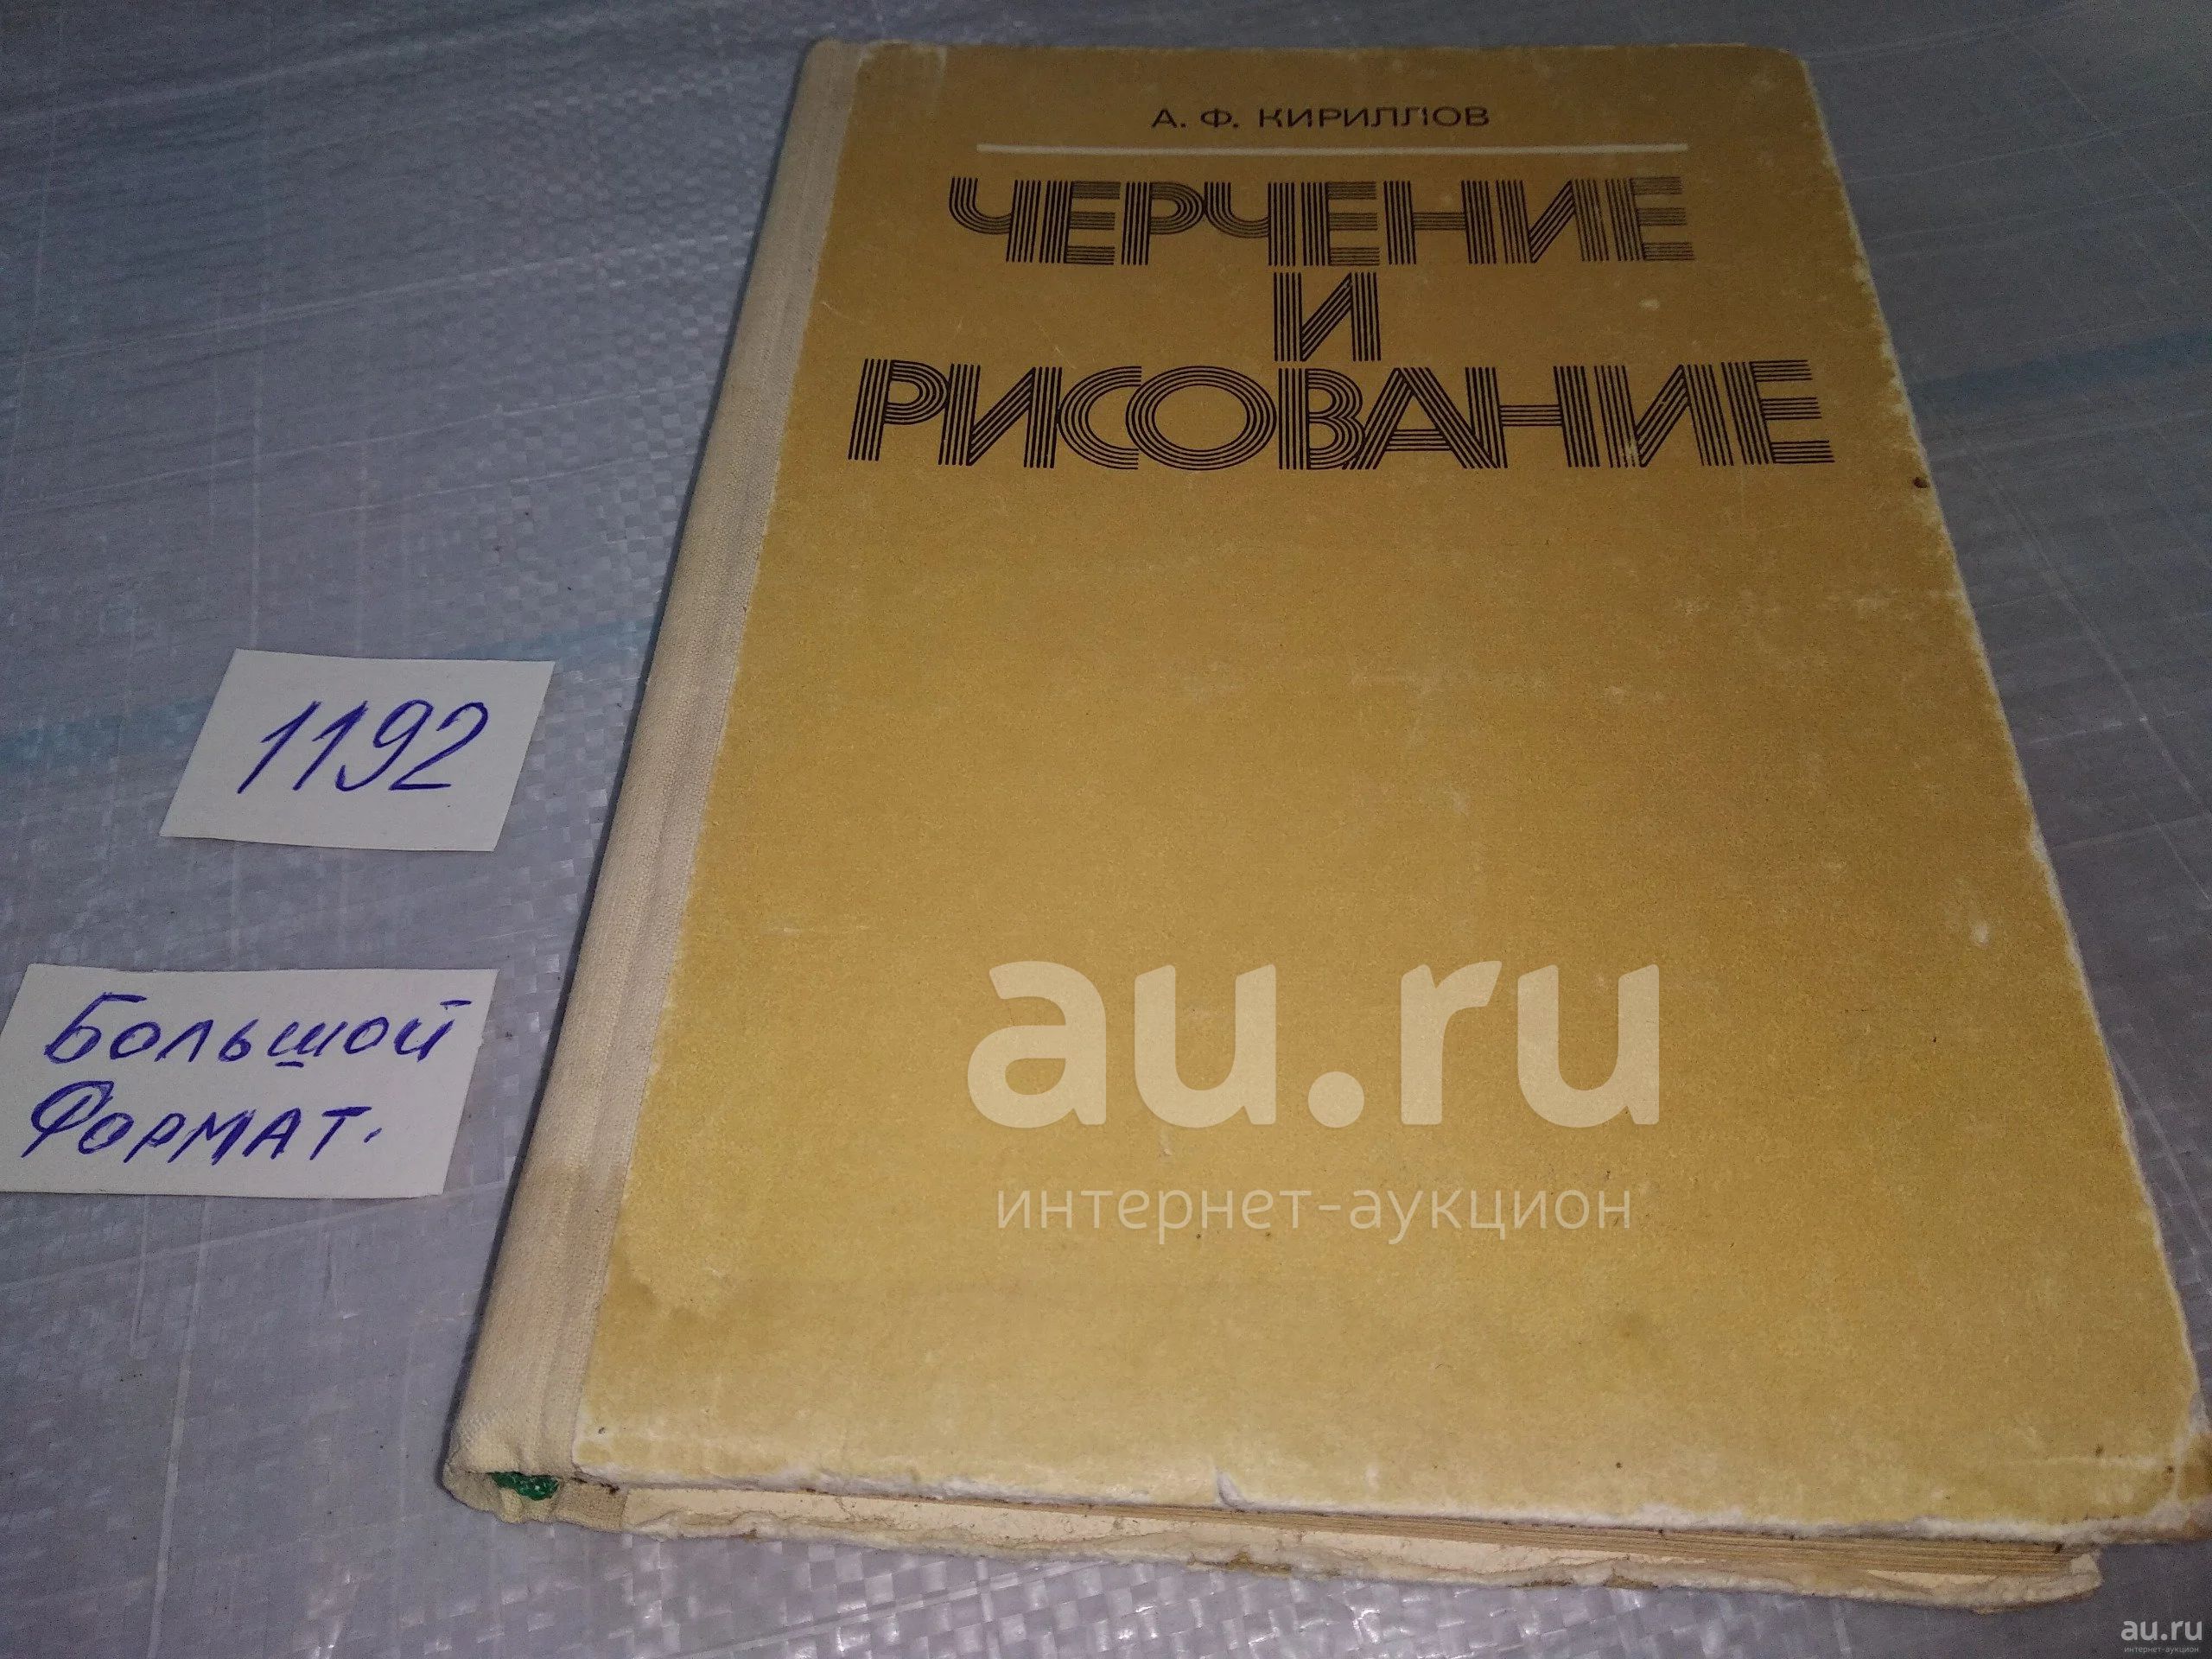 А. Ф. КИРИЛЛОВ
ЧЕРЧЕНИЕ
И
РИСОВАНИЕ
1192
БОЛЬШОЙ
ФОРМАТ.
au.ru
интернет-аукцион
au.ru
интернет-аукцион